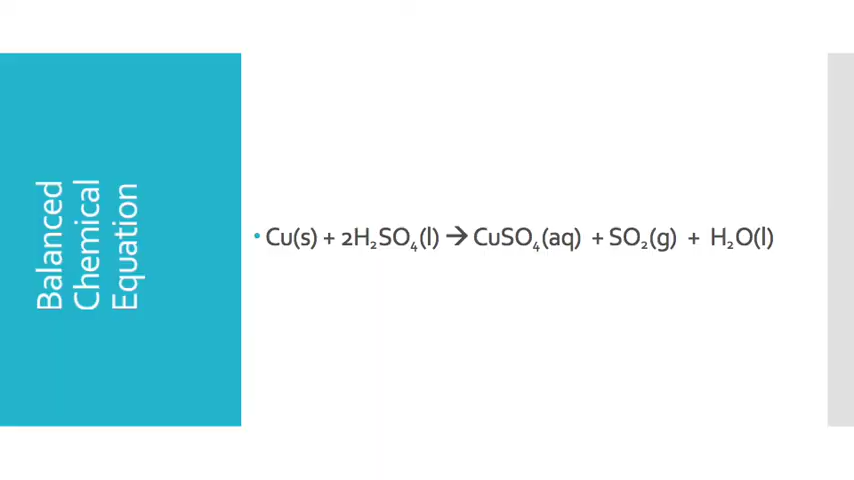 Balanced
Chemical
Equation
• Cu(s) + 2H₂SO₄(l) → CuSO₄(aq) + SO₂(g) + H₂O(l)